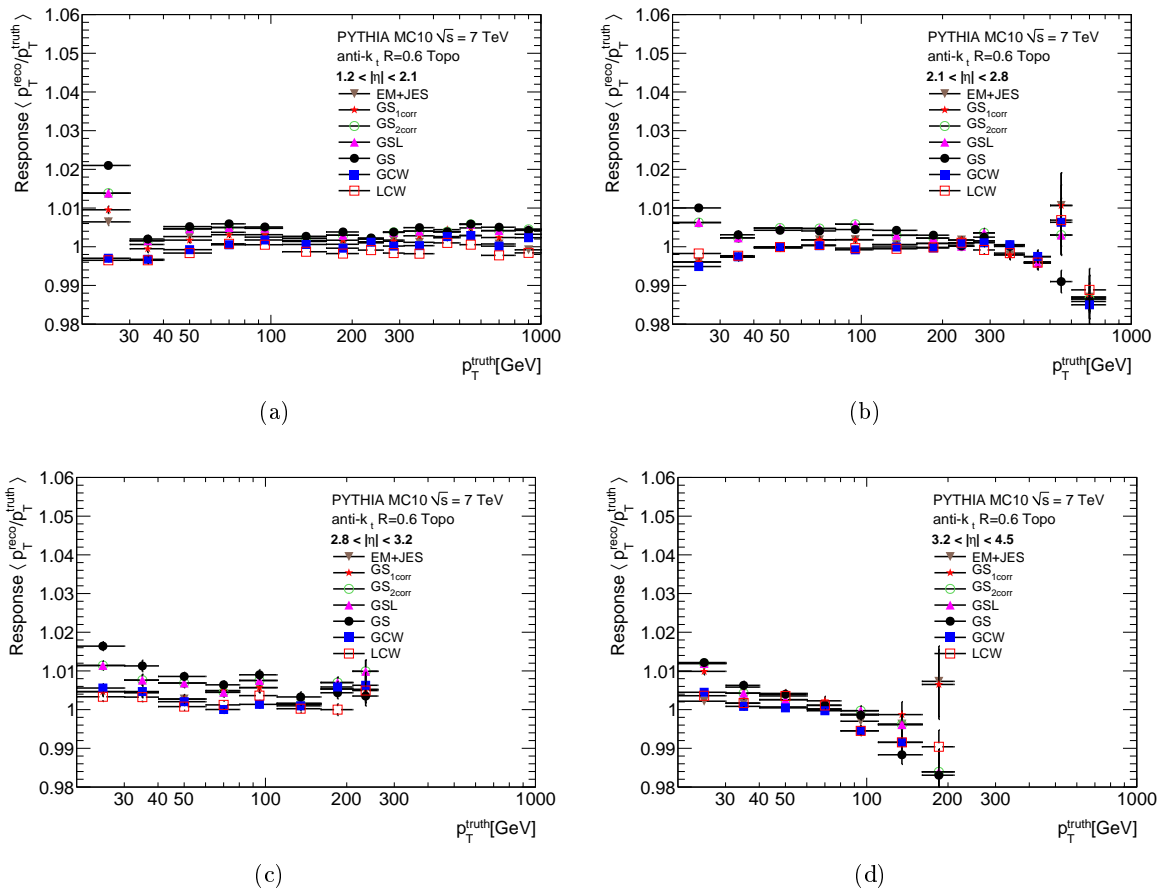 Response ⟨ p_T^reco/p_T^truth ⟩
1.06
1.05
1.04
1.03
1.02
1.01
1
0.99
0.98
PYTHIA MC10 √s = 7 TeV
anti-k_t R=0.6 Topo
1.2 < |η| < 2.1
EM+JES
GS_1corr
GS_2corr
GSL
GS
GCW
LCW
30 40 50 100 200 300 1000
p_T^truth[GeV]
(a)
Response ⟨ p_T^reco/p_T^truth ⟩
1.06
1.05
1.04
1.03
1.02
1.01
1
0.99
0.98
PYTHIA MC10 √s = 7 TeV
anti-k_t R=0.6 Topo
2.1 < |η| < 2.8
EM+JES
GS_1corr
GS_2corr
GSL
GS
GCW
LCW
30 40 50 100 200 300 1000
p_T^truth[GeV]
(b)
Response ⟨ p_T^reco/p_T^truth ⟩
1.06
1.05
1.04
1.03
1.02
1.01
1
0.99
0.98
PYTHIA MC10 √s = 7 TeV
anti-k_t R=0.6 Topo
2.8 < |η| < 3.2
EM+JES
GS_1corr
GS_2corr
GSL
GS
GCW
LCW
30 40 50 100 200 300 1000
p_T^truth[GeV]
(c)
Response ⟨ p_T^reco/p_T^truth ⟩
1.06
1.05
1.04
1.03
1.02
1.01
1
0.99
0.98
PYTHIA MC10 √s = 7 TeV
anti-k_t R=0.6 Topo
3.2 < |η| < 4.5
EM+JES
GS_1corr
GS_2corr
GSL
GS
GCW
LCW
30 40 50 100 200 300 1000
p_T^truth[GeV]
(d)